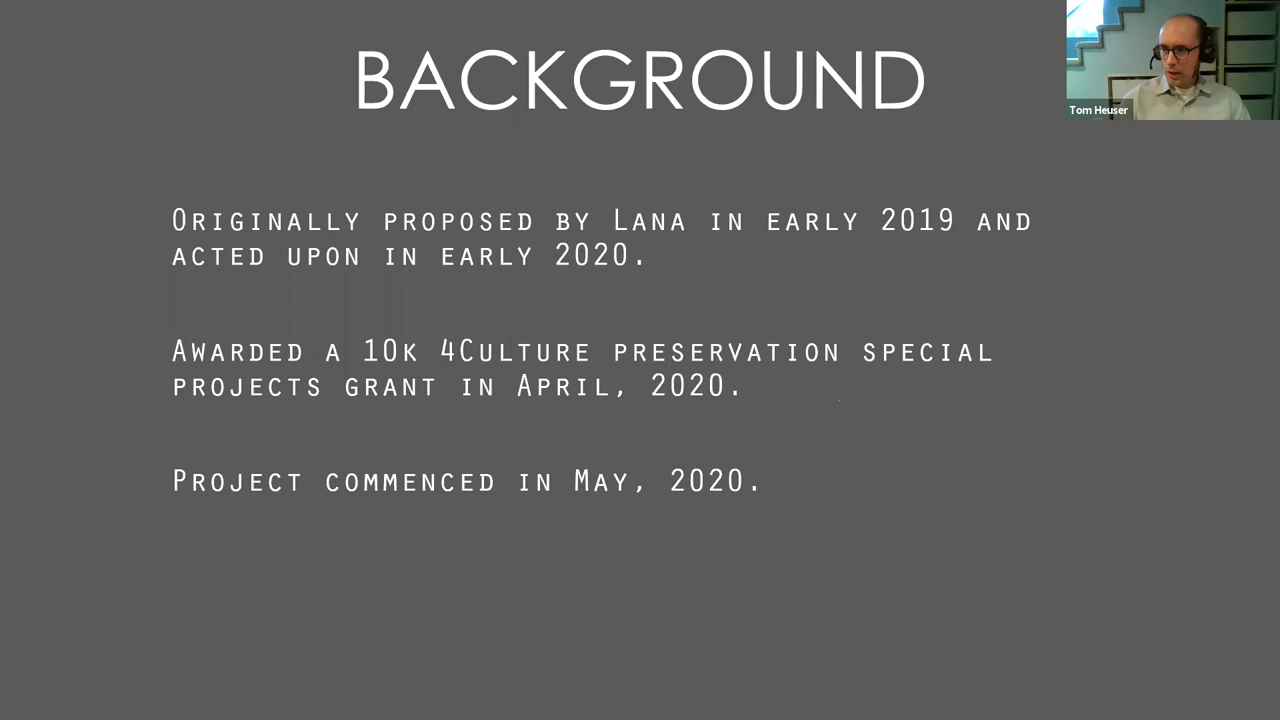 BACKGROUND
Tom Heuser
Originally proposed by Lana in early 2019 and
acted upon in early 2020.
Awarded a 10k 4Culture preservation special
projects grant in April, 2020.
Project commenced in May, 2020.